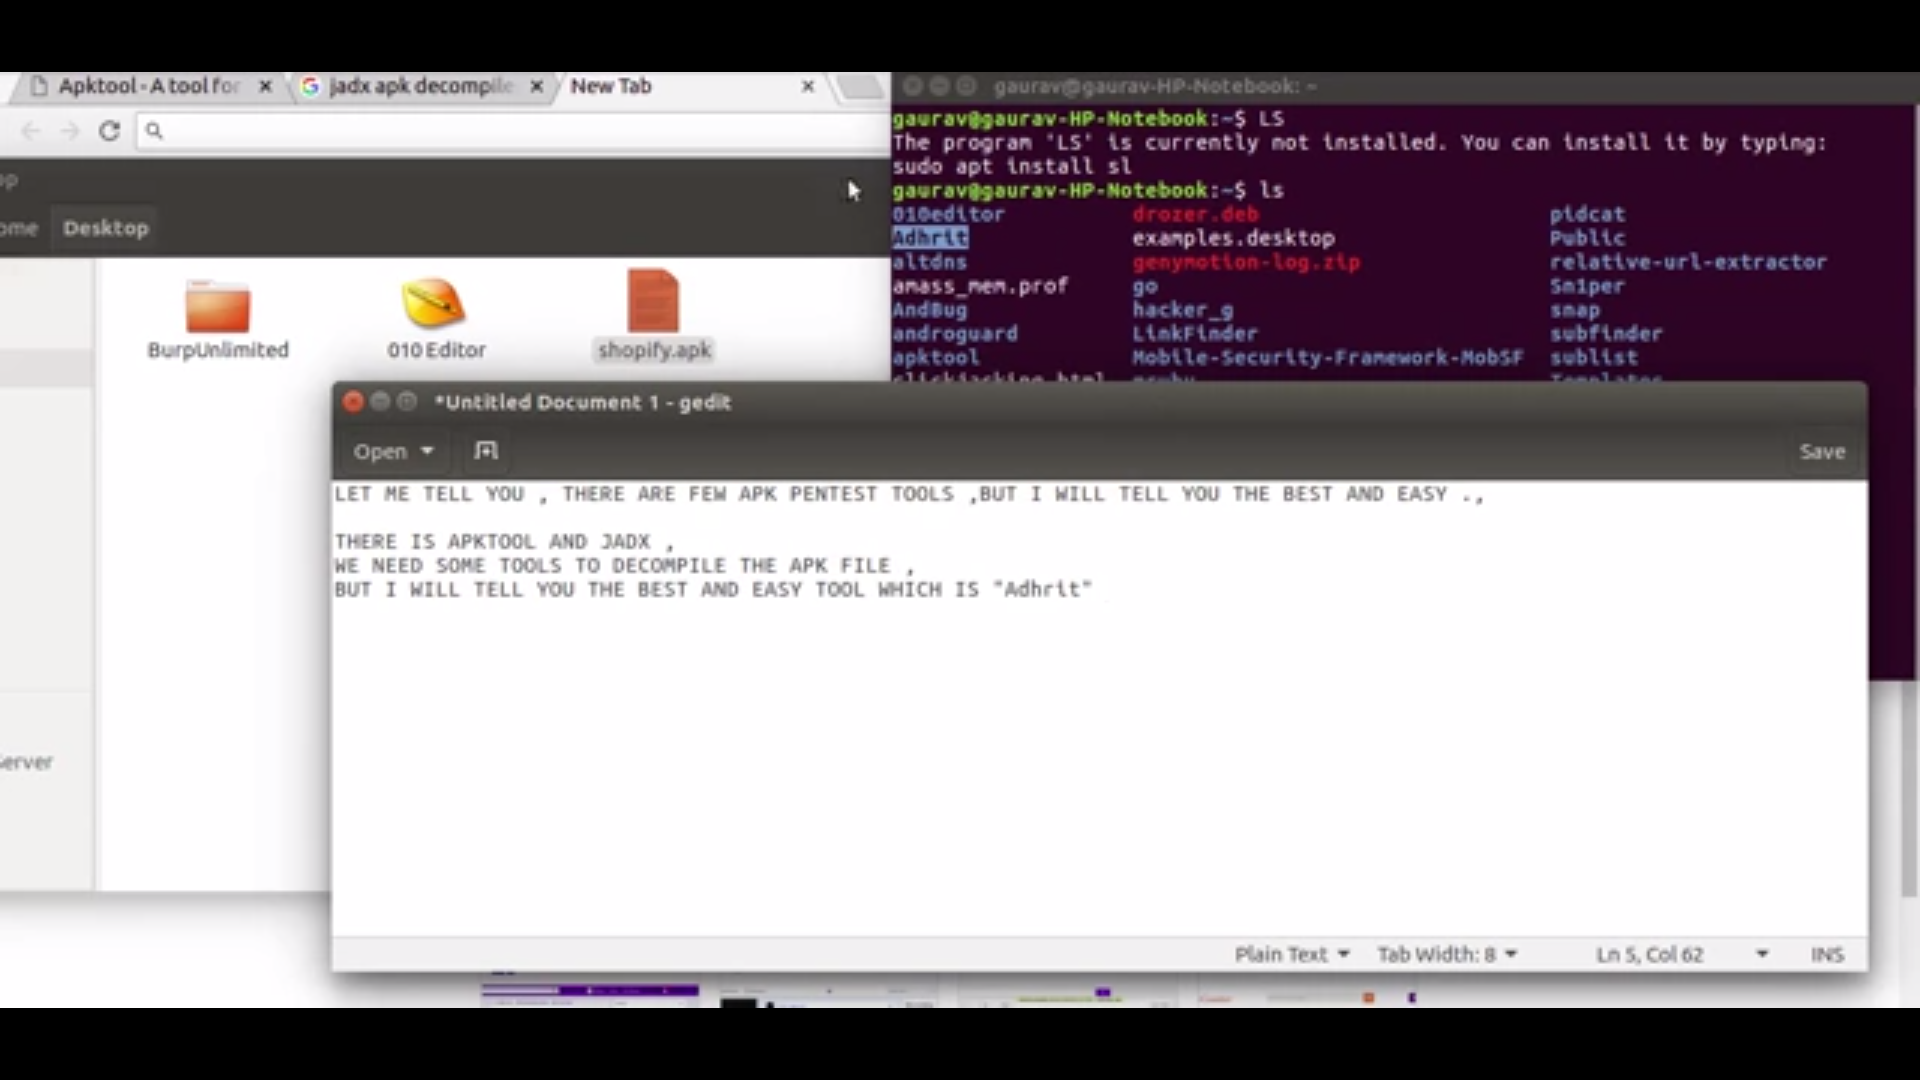 Apktool - A tool for
jadx apk decompile
New Tab
gaurav@gaurav-HP-Notebook: ~
gaurav@gaurav-HP-Notebook:~$ LS
The program 'LS' is currently not installed. You can install it by typing:
sudo apt install sl
gaurav@gaurav-HP-Notebook:~$ ls
010editor drozer.deb pidcat
Adhrit examples.desktop Public
altdns genymotion-log.zip relative-url-extractor
amass_mem.prof go Sn1per
AndBug hacker_g snap
androguard LinkFinder subfinder
apktool Mobile-Security-Framework-MobSF sublist
clickjacking.html Templates
op
ome Desktop
BurpUnlimited
010 Editor
shopify.apk
Server
*Untitled Document 1 - gedit
Open Save
LET ME TELL YOU , THERE ARE FEW APK PENTEST TOOLS ,BUT I WILL TELL YOU THE BEST AND EASY .,
THERE IS APKTOOL AND JADX ,
WE NEED SOME TOOLS TO DECOMPILE THE APK FILE ,
BUT I WILL TELL YOU THE BEST AND EASY TOOL WHICH IS "Adhrit"
Plain Text Tab Width: 8 Ln 5, Col 62 INS